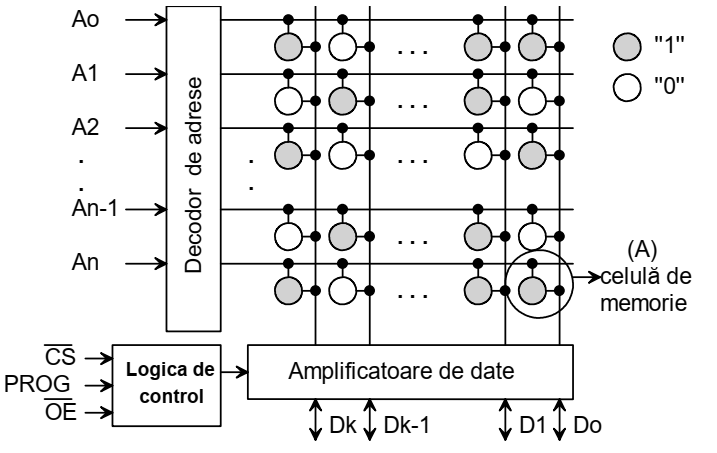 Ao
A1
A2
.
.
An-1
An
Decodor de adrese
.
.
. . .
. . .
. . .
. . .
. . .
"1"
"0"
(A)
celulă de
memorie
CS
PROG
OE
Logica de
control
Amplificatoare de date
Dk
Dk-1
D1
Do